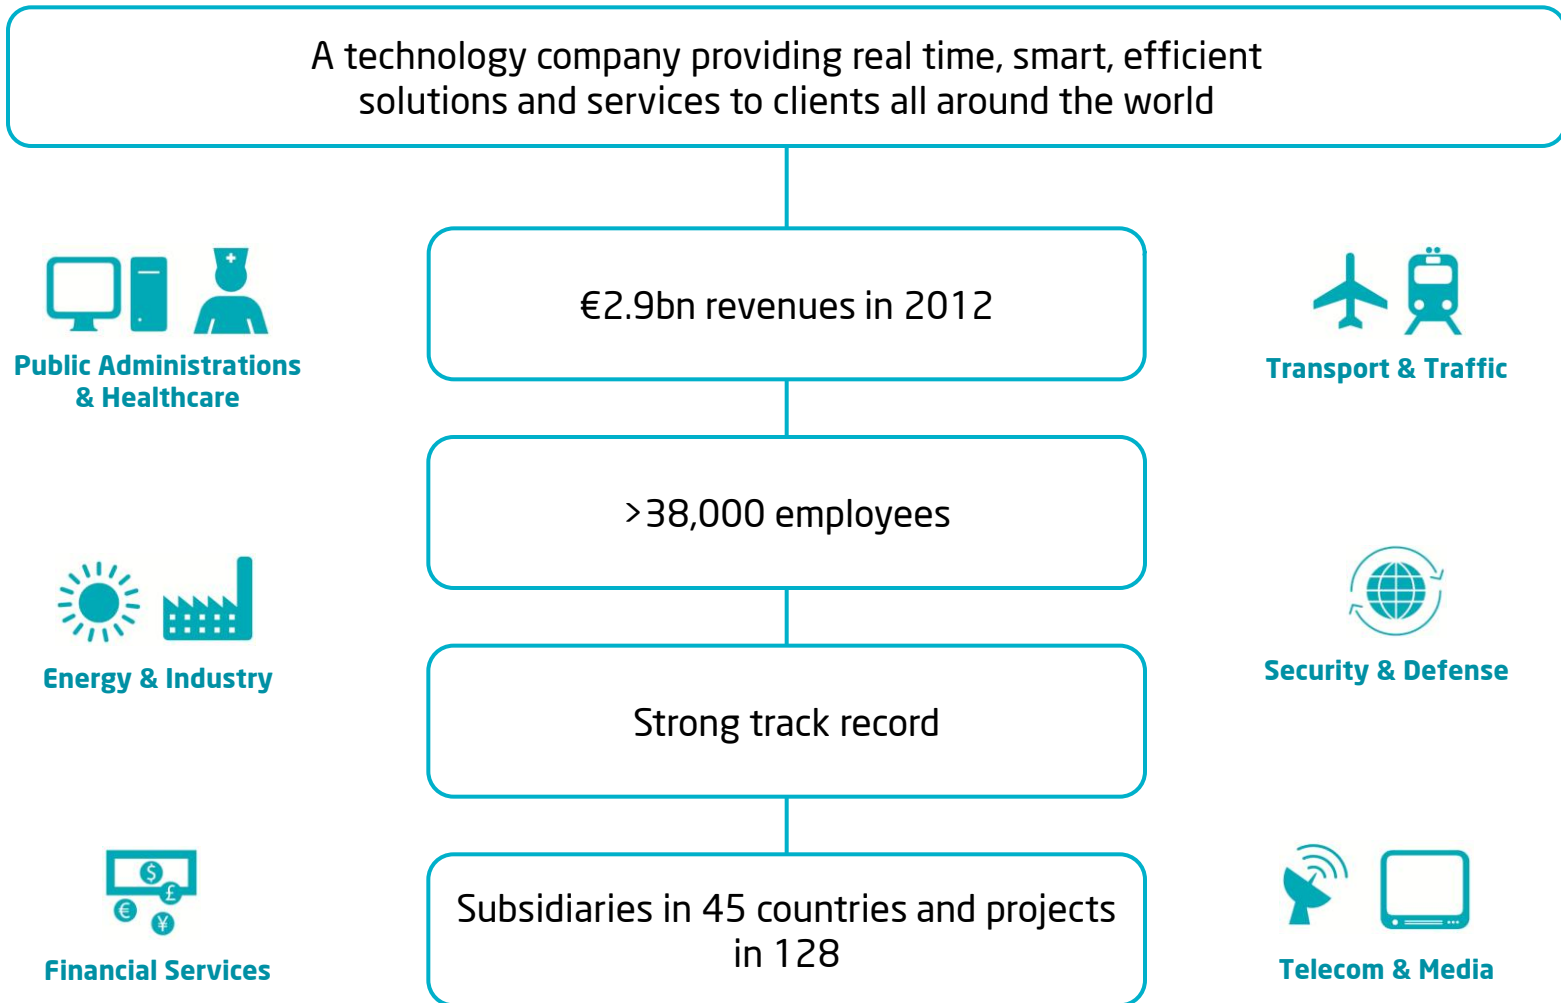 A technology company providing real time, smart, efficient
solutions and services to clients all around the world
€2.9bn revenues in 2012
>38,000 employees
Strong track record
Subsidiaries in 45 countries and projects
in 128
Public Administrations
& Healthcare
Energy & Industry
$
£
€
¥
Financial Services
Transport & Traffic
Security & Defense
Telecom & Media